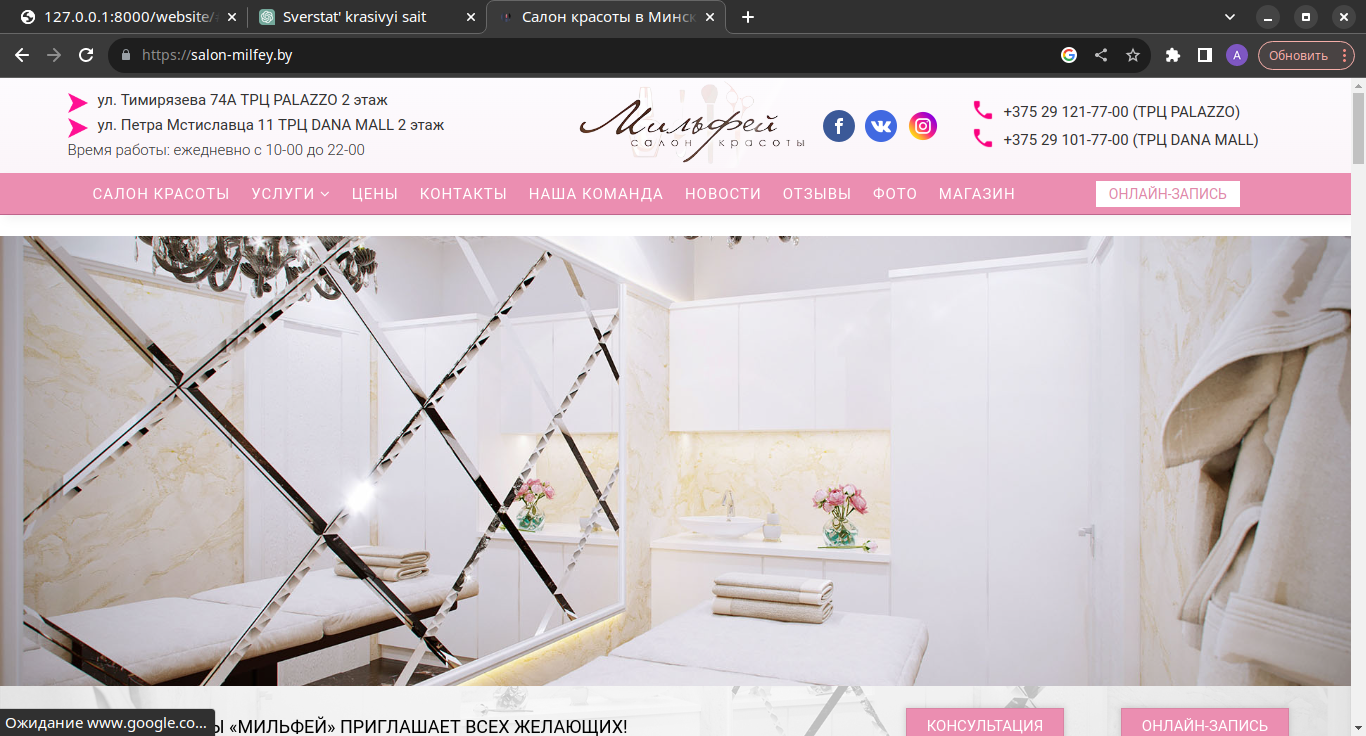 127.0.0.1:8000/website/
Sverstat' krasivyi sait
Салон красоты в Минск
https://salon-milfey.by
A
Обновить
ул. Тимирязева 74А ТРЦ PALAZZO 2 этаж
ул. Петра Мстиславца 11 ТРЦ DANA MALL 2 этаж
Время работы: ежедневно с 10-00 до 22-00
Мильфей
салон красоты
+375 29 121-77-00 (ТРЦ PALAZZO)
+375 29 101-77-00 (ТРЦ DANA MALL)
САЛОН КРАСОТЫ УСЛУГИ ЦЕНЫ КОНТАКТЫ НАША КОМАНДА НОВОСТИ ОТЗЫВЫ ФОТО МАГАЗИН ОНЛАЙН-ЗАПИСЬ
Ы «МИЛЬФЕЙ» ПРИГЛАШАЕТ ВСЕХ ЖЕЛАЮЩИХ!
КОНСУЛЬТАЦИЯ
ОНЛАЙН-ЗАПИСЬ
Ожидание www.google.co...